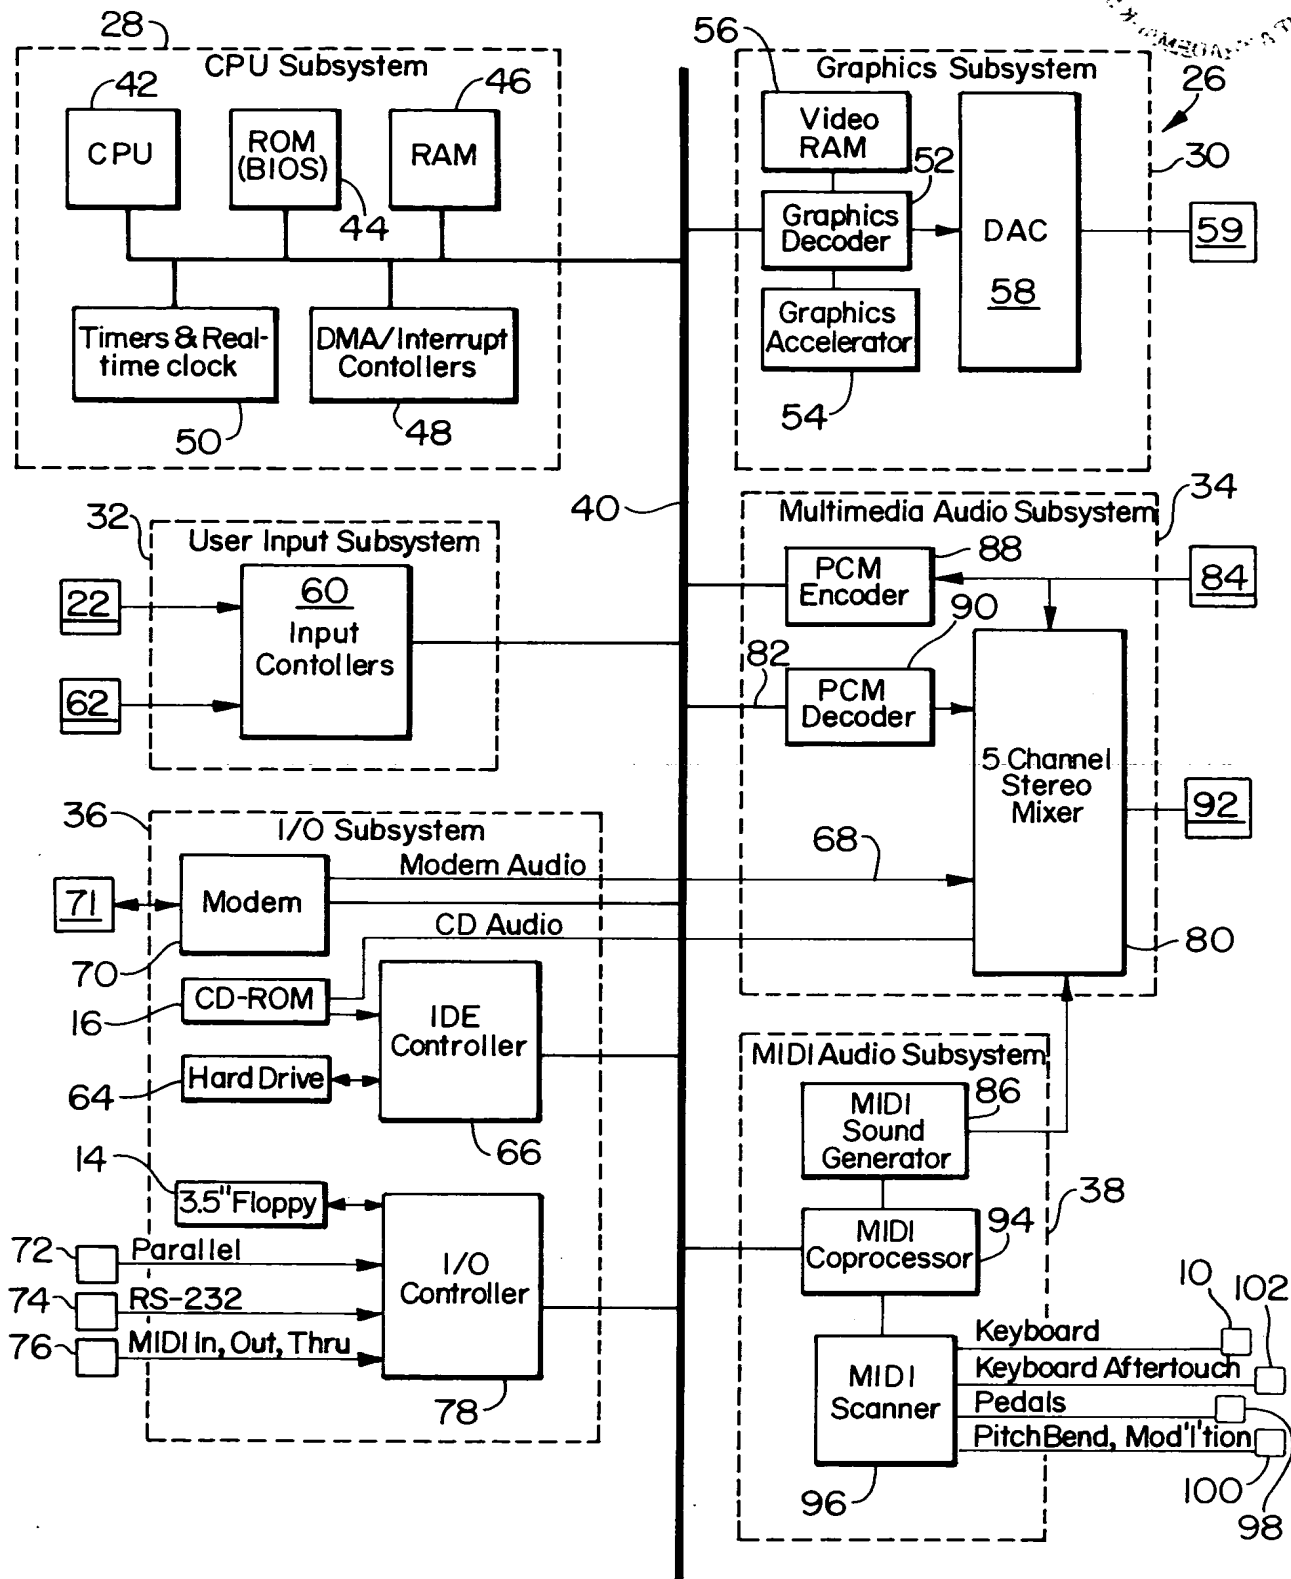 28
CPU Subsystem
42
46
CPU
ROM
(BIOS)
RAM
44
Timers & Real-
time clock
DMA/Interrupt
Contollers
50
48
56
Graphics Subsystem
26
Video
RAM
52
30
Graphics
Decoder
DAC
58
59
Graphics
Accelerator
54
40
32
User Input Subsystem
22
60
Input
Contollers
62
34
Multimedia Audio Subsystem
88
PCM
Encoder
84
90
82
PCM
Decoder
5 Channel
Stereo
Mixer
92
68
80
36
I/O Subsystem
Modem Audio
71
Modem
CD Audio
70
CD-ROM
16
IDE
Controller
Hard Drive
64
66
14
3.5" Floppy
72
Parallel
I/O
Controller
74
RS-232
76
MIDI In, Out, Thru
78
MIDI Audio Subsystem
86
MIDI
Sound
Generator
38
MIDI
Coprocessor
94
10
102
Keyboard
MIDI
Scanner
Keyboard Aftertouch
Pedals
Pitch Bend, Mod'l'tion
96
100
98